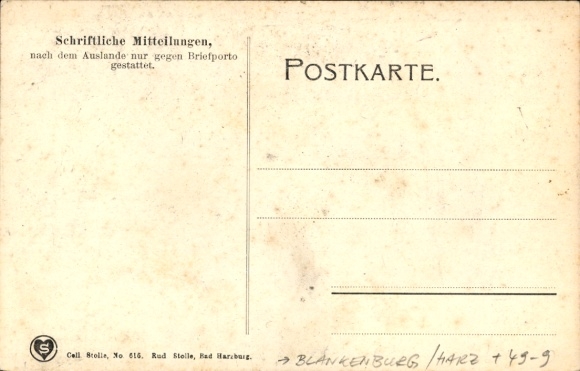 Schriftliche Mitteilungen,
nach dem Auslande nur gegen Briefporto
gestattet.
POSTKARTE.
S
Coll. Stolle, No 616. Rud Stolle, Bad Harzburg.
→ BLANKENBURG / HARZ + 49-9